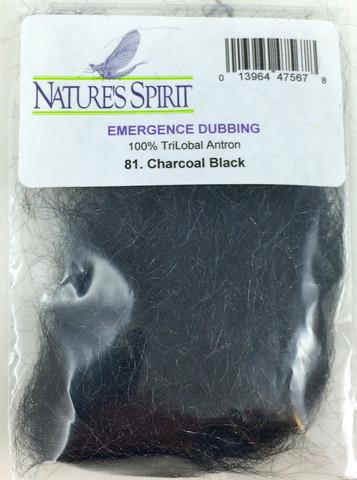 NATURE'S SPIRIT
0 13964 47567 8
EMERGENCE DUBBING
100% TriLobal Antron
81. Charcoal Black